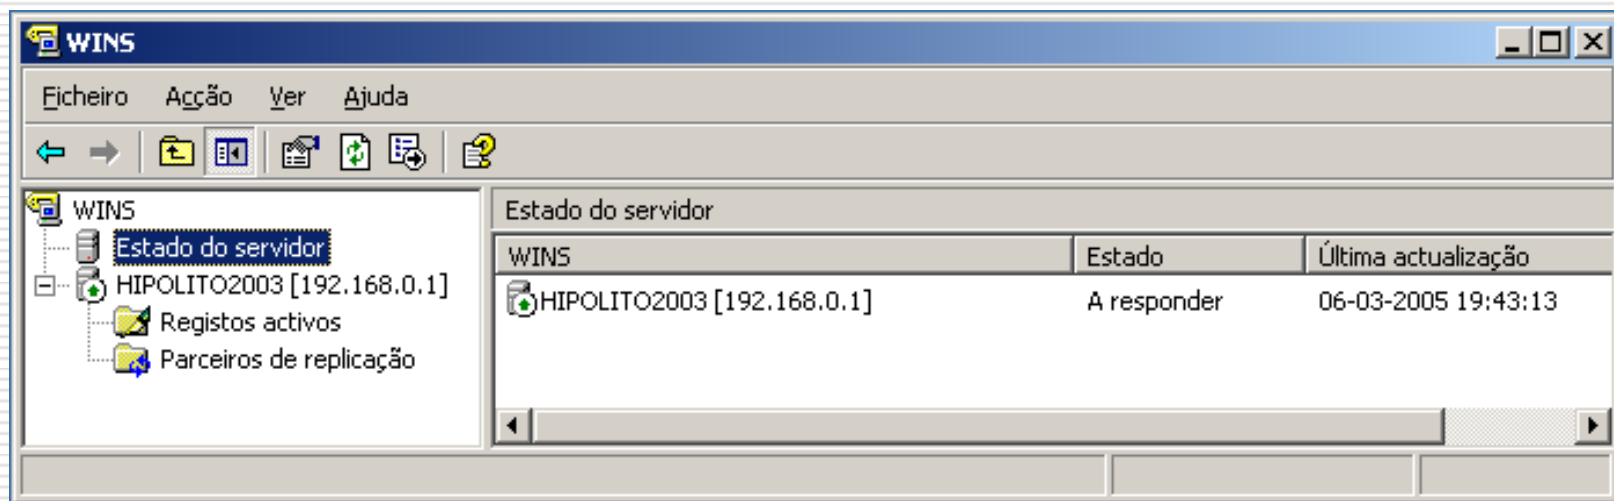 WINS
Ficheiro Acção Ver Ajuda
WINS
Estado do servidor
HIPOLITO2003 [192.168.0.1]
Registos activos
Parceiros de replicação
Estado do servidor
WINS Estado Última actualização
HIPOLITO2003 [192.168.0.1] A responder 06-03-2005 19:43:13